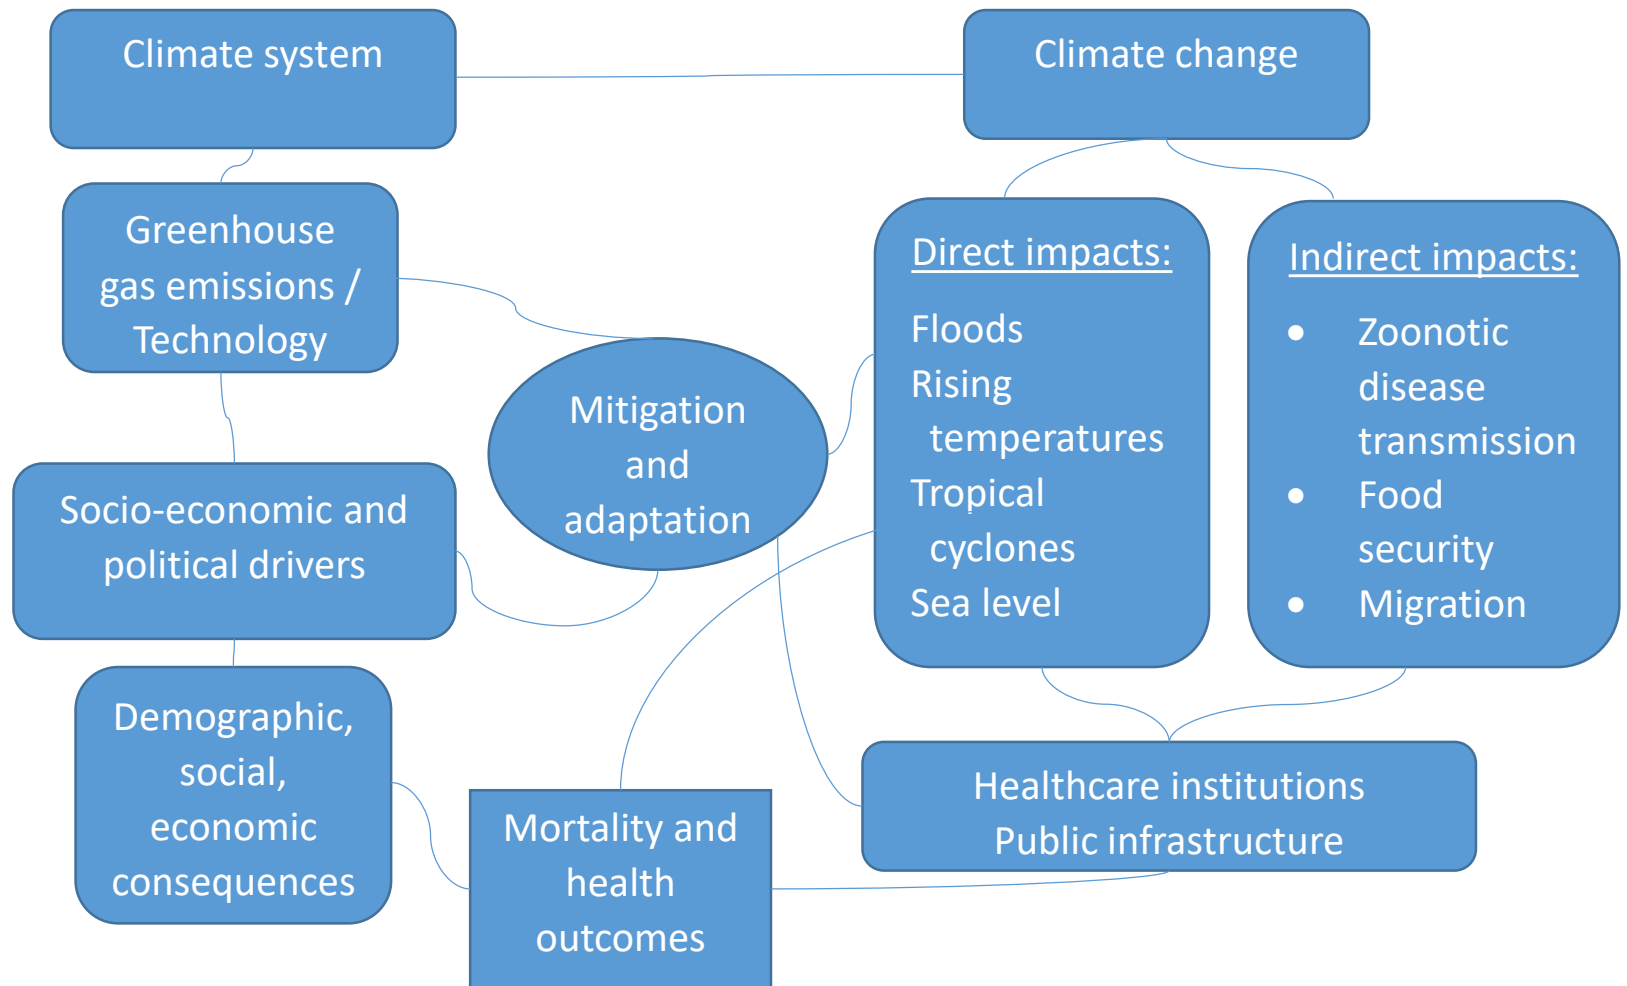 Climate system
Climate change
Greenhouse
gas emissions /
Technology
Direct impacts:
Floods
Rising
temperatures
Tropical
cyclones
Sea level
Indirect impacts:
• Zoonotic
disease
transmission
• Food
security
• Migration
Mitigation
and
adaptation
Socio-economic and
political drivers
Demographic,
social,
economic
consequences
Mortality and
health
outcomes
Healthcare institutions
Public infrastructure